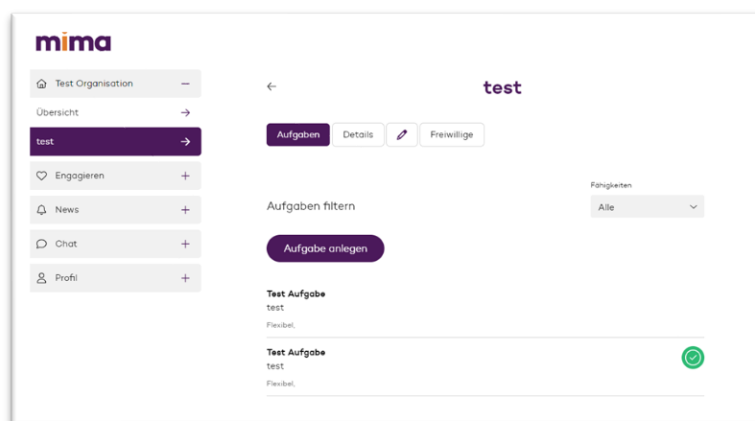 mima
Test Organisation
Übersicht
test
Engagieren
News
Chat
Profil
test
Aufgaben
Details
Freiwillige
Fähigkeiten
Aufgaben filtern
Alle
Aufgabe anlegen
Test Aufgabe
test
Flexibel,
Test Aufgabe
test
Flexibel,